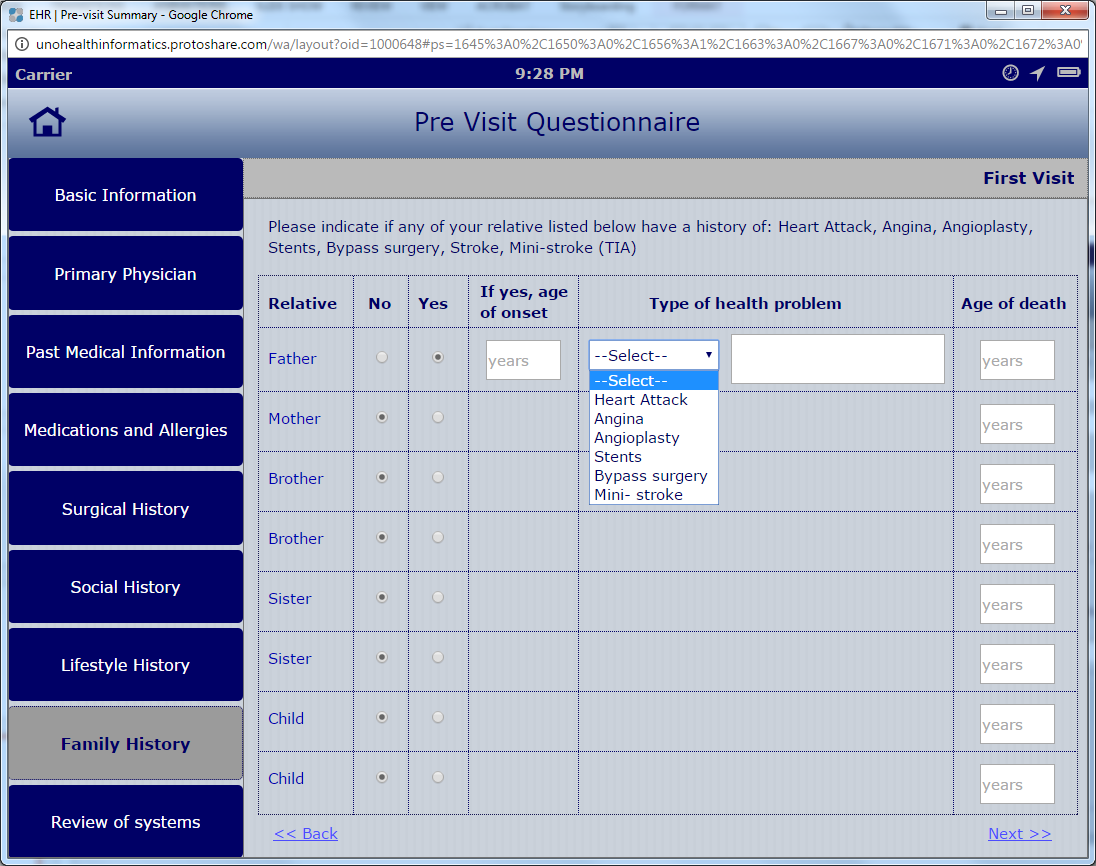 EHR | Pre-visit Summary - Google Chrome
unohealthinformatics.protoshare.com/wa/layout?oid=1000648#ps=1645%3A0%2C1650%3A0%2C1656%3A1%2C1663%3A0%2C1667%3A0%2C1671%3A0%2C1672%3A0
Carrier 9:28 PM
Pre Visit Questionnaire
Basic Information
Primary Physician
Past Medical Information
Medications and Allergies
Surgical History
Social History
Lifestyle History
Family History
Review of systems
First Visit
Please indicate if any of your relative listed below have a history of: Heart Attack, Angina, Angioplasty,
Stents, Bypass surgery, Stroke, Mini-stroke (TIA)
Relative No Yes If yes, age of onset Type of health problem Age of death
Father years --Select-- years
--Select--
Heart Attack
Angina
Angioplasty
Stents
Bypass surgery
Mini- stroke
Mother years
Brother years
Brother years
Sister years
Sister years
Child years
Child years
<< Back Next >>